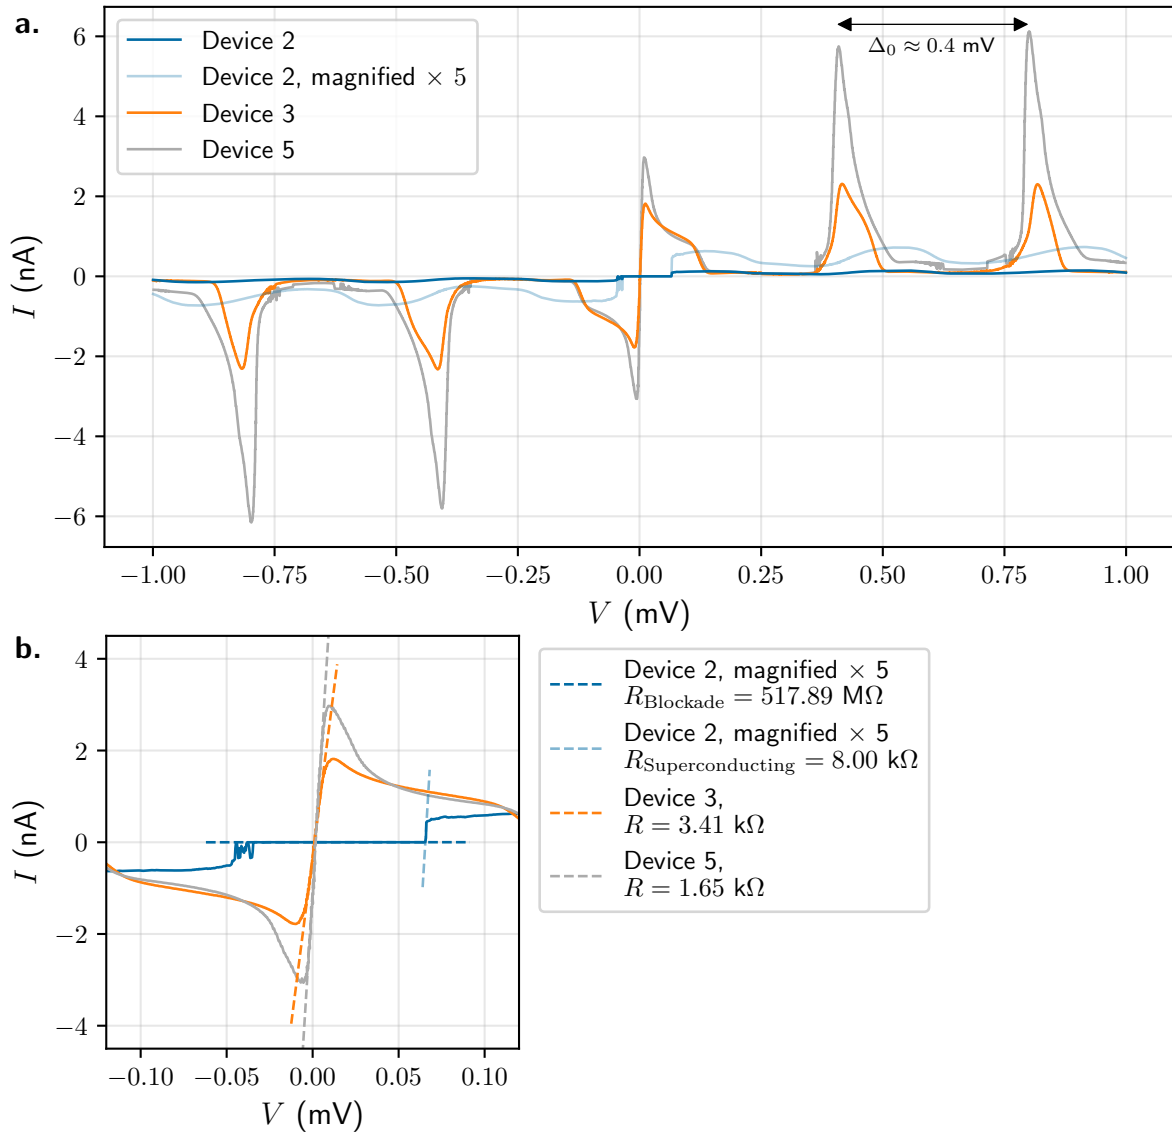 a.
Device 2
Device 2, magnified × 5
Device 3
Device 5
Δ₀ ≈ 0.4 mV
6
4
2
0
−2
−4
−6
I (nA)
−1.00 −0.75 −0.50 −0.25 0.00 0.25 0.50 0.75 1.00
V (mV)
b.
4
2
0
−2
−4
I (nA)
−0.10 −0.05 0.00 0.05 0.10
V (mV)
Device 2, magnified × 5
R_Blockade = 517.89 MΩ
Device 2, magnified × 5
R_Superconducting = 8.00 kΩ
Device 3,
R = 3.41 kΩ
Device 5,
R = 1.65 kΩ